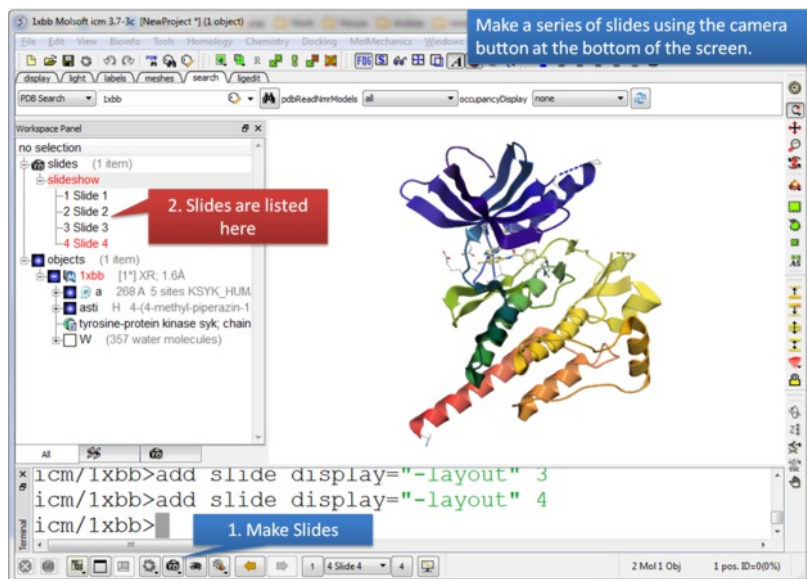 1xbb Molsoft icm 3.7-3c [NewProject *] (1 object)
Make a series of slides using the camera
button at the bottom of the screen.
File Edit View Bioinfo Tools Homology Chemistry Docking MolMechanics Windows
display light labels meshes search ligedit
PDB Search 1xbb pdbReadNmrModels all occupancyDisplay none
Workspace Panel
no selection
slides (1 item)
slideshow
1 Slide 1
2 Slide 2
3 Slide 3
4 Slide 4
2. Slides are listed
here
objects (1 item)
1xbb [1*] XR; 1.6Å
a 268 A 5 sites KSYK_HUM.
asti H 4-(4-methyl-piperazin-1
tyrosine-protein kinase syk; chain
W (357 water molecules)
All
icm/1xbb>add slide display="-layout" 3
icm/1xbb>add slide display="-layout" 4
icm/1xbb>
Terminal
1. Make Slides
1 4 Slide 4 4
2 Mol 1 Obj 1 pos. ID=0(0%)